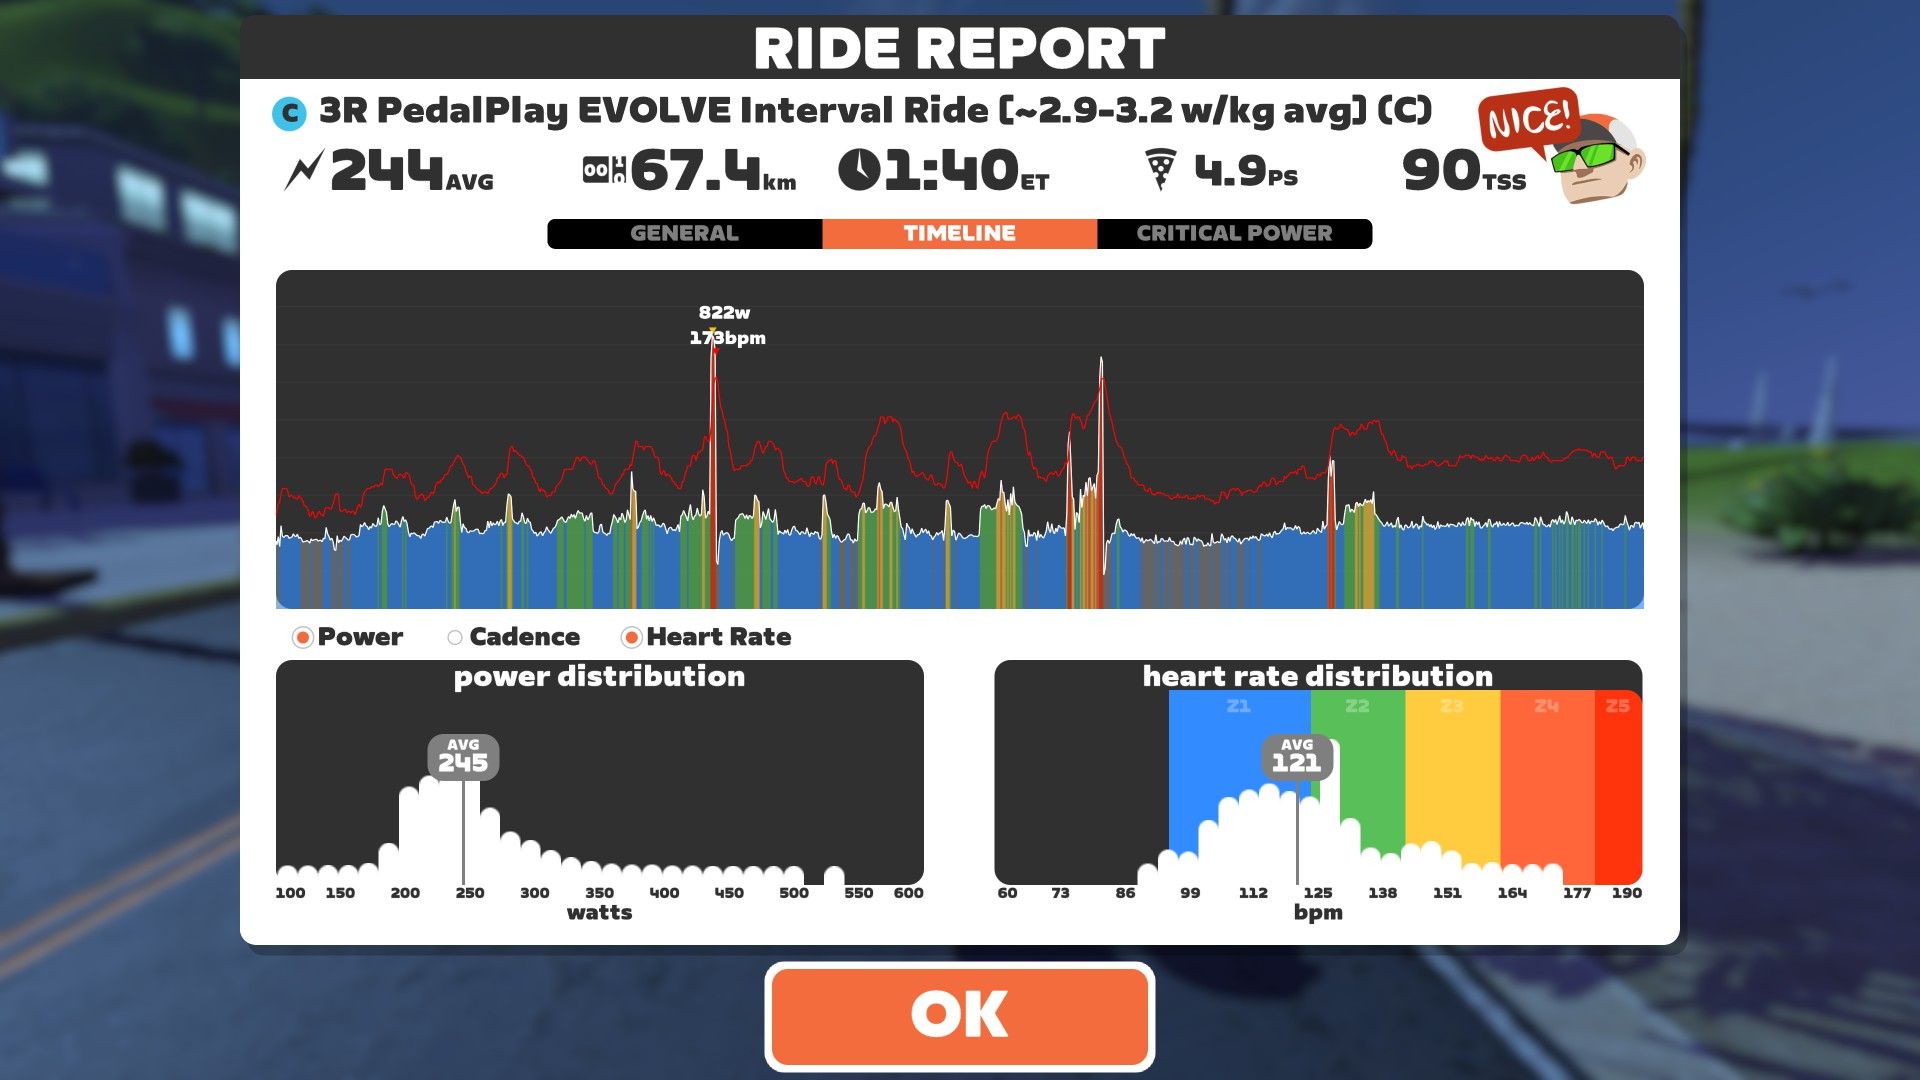 RIDE REPORT
C 3R PedalPlay EVOLVE Interval Ride [~2.9-3.2 w/kg avg] (C)
NICE!
244AVG 67.4km 1:40ET 4.9PS 90TSS
GENERAL TIMELINE CRITICAL POWER
822w
173bpm
Power Cadence Heart Rate
power distribution
AVG
245
100 150 200 250 300 350 400 450 500 550 600
watts
heart rate distribution
Z1 Z2 Z3 Z4 Z5
AVG
121
60 73 86 99 112 125 138 151 164 177 190
bpm
OK